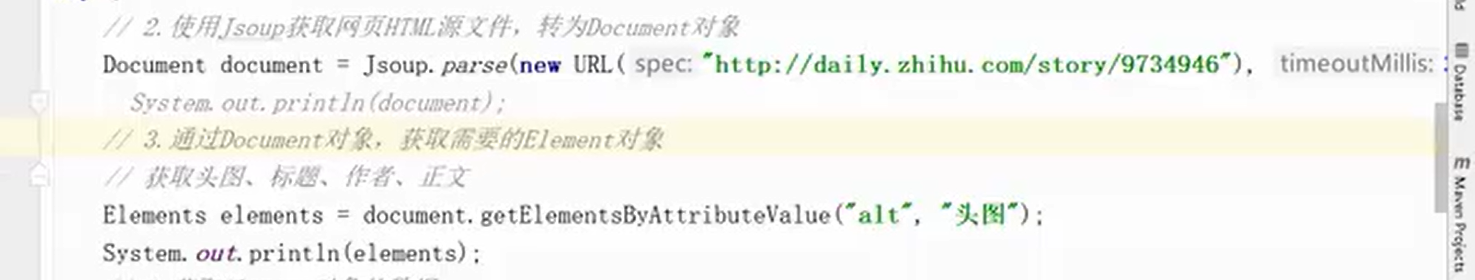 // 2. 使用Jsoup获取网页HTML源文件，转为Document对象
Document document = Jsoup.parse(new URL( spec: "http://daily.zhihu.com/story/9734946"), timeoutMillis:
System.out.println(document);
// 3. 通过Document对象，获取需要的Element对象
// 获取头图、标题、作者、正文
Elements elements = document.getElementsByAttributeValue("alt", "头图");
System.out.println(elements);
Database
Maven Projects